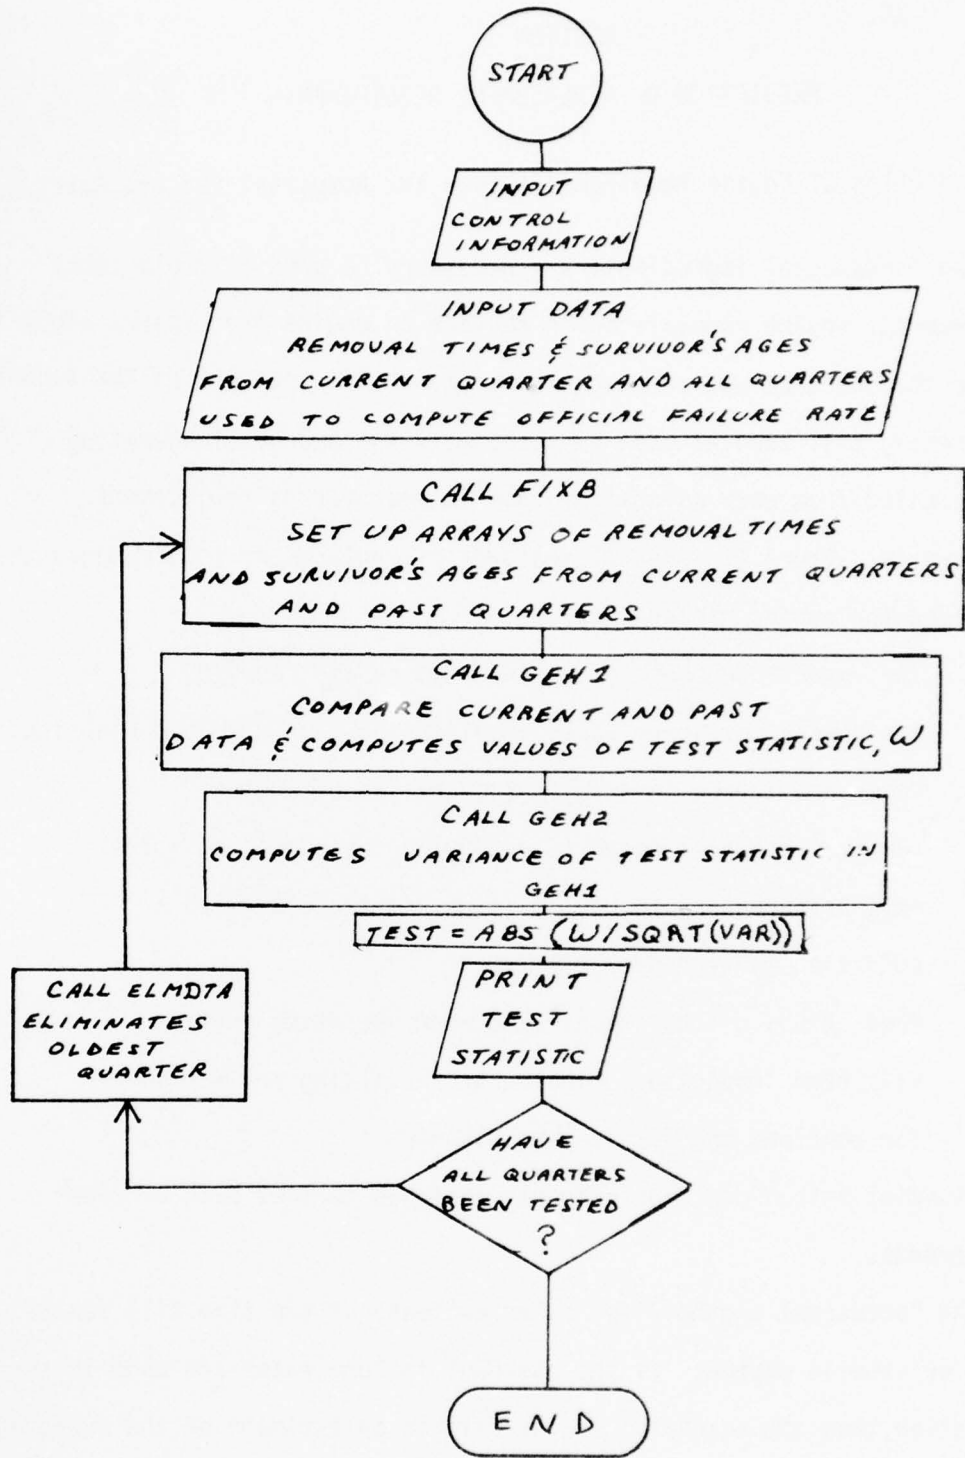 START
INPUT
CONTROL
INFORMATION
INPUT DATA
REMOVAL TIMES & SURVIVOR'S AGES
FROM CURRENT QUARTER AND ALL QUARTERS
USED TO COMPUTE OFFICIAL FAILURE RATE
CALL FIXB
SET UP ARRAYS OF REMOVAL TIMES
AND SURVIVOR'S AGES FROM CURRENT QUARTERS
AND PAST QUARTERS
CALL GEH1
COMPARE CURRENT AND PAST
DATA & COMPUTES VALUES OF TEST STATISTIC, W
CALL GEH2
COMPUTES VARIANCE OF TEST STATISTIC IN
GEH1
TEST = ABS (W/SQRT(VAR))
PRINT
TEST
STATISTIC
CALL ELMDTA
ELIMINATES
OLDEST
QUARTER
HAVE
ALL QUARTERS
BEEN TESTED
?
END